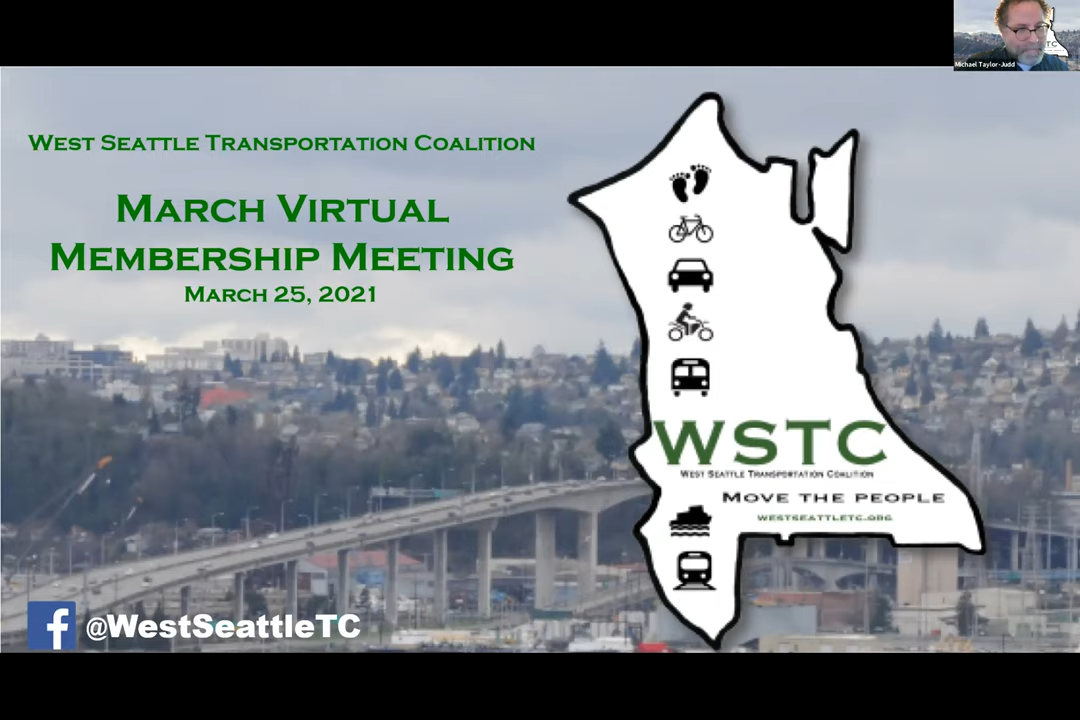 West Seattle Transportation Coalition
March Virtual
Membership Meeting
March 25, 2021
WSTC
West Seattle Transportation Coalition
Move the people
westseattletc.org
f @WestSeattleTC
TC
Michael Taylor-Judd